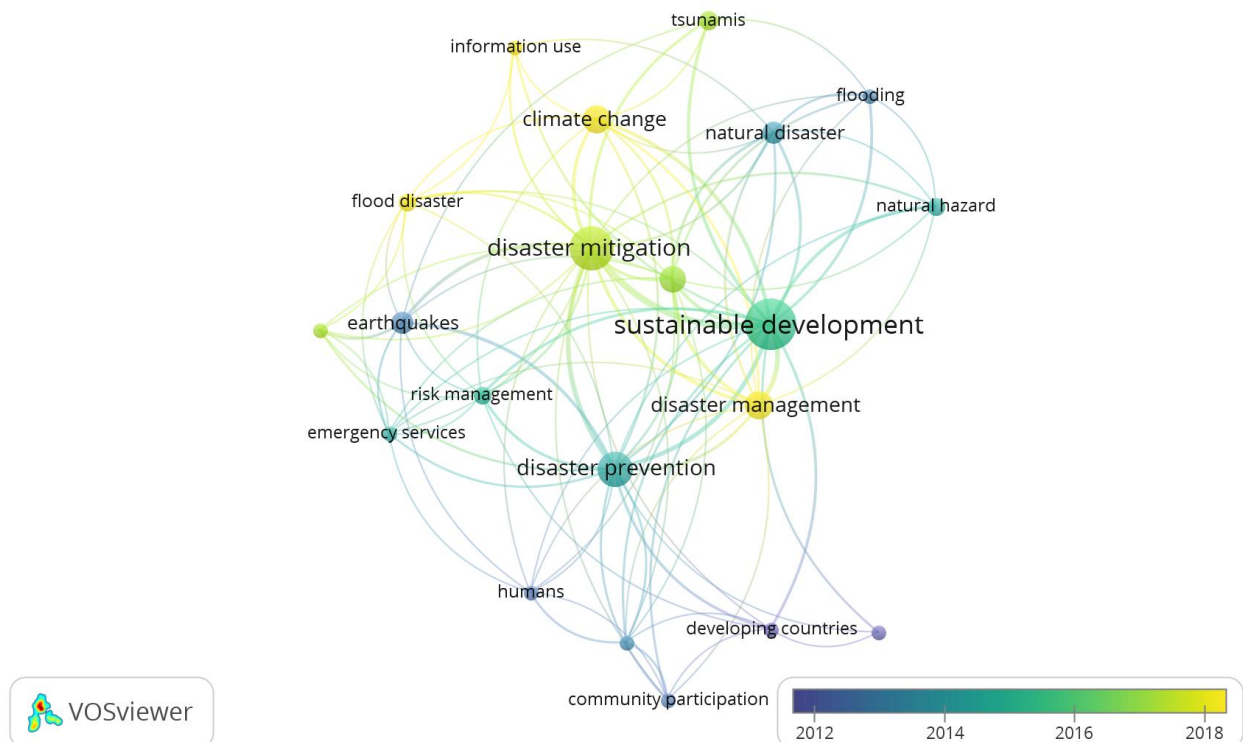 tsunamis
information use
flooding
climate change
natural disaster
flood disaster
natural hazard
disaster mitigation
earthquakes
sustainable development
risk management
disaster management
emergency services
disaster prevention
humans
developing countries
community participation
VOSviewer
2012 2014 2016 2018